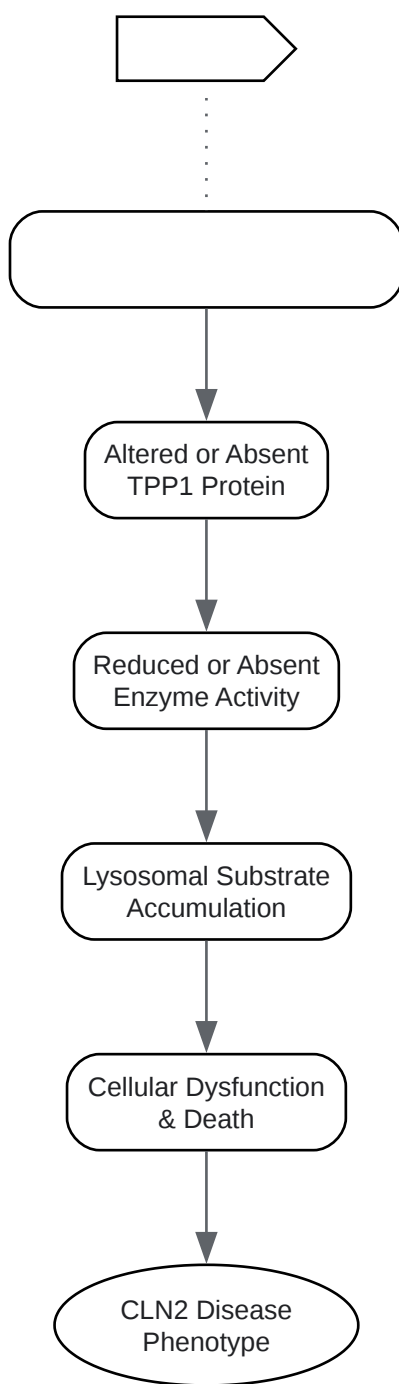 Altered or Absent
TPP1 Protein
Reduced or Absent
Enzyme Activity
Lysosomal Substrate
Accumulation
Cellular Dysfunction
& Death
CLN2 Disease
Phenotype